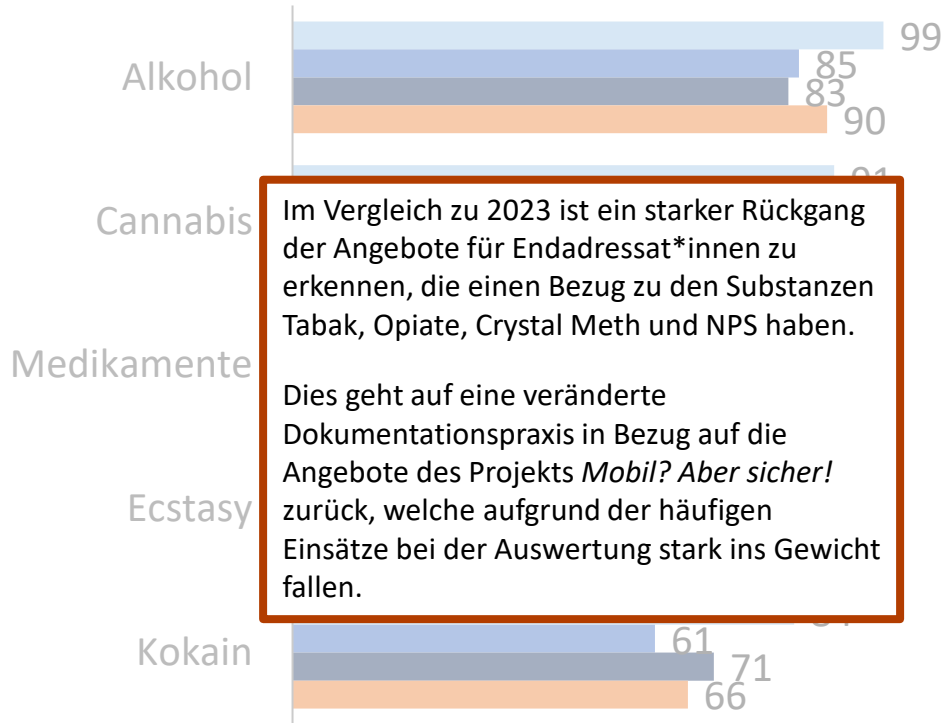 99
Alkohol
85
83
90
Cannabis
Im Vergleich zu 2023 ist ein starker Rückgang
der Angebote für Endadressat*innen zu
erkennen, die einen Bezug zu den Substanzen
Tabak, Opiate, Crystal Meth und NPS haben.
Medikamente
Dies geht auf eine veränderte
Dokumentationspraxis in Bezug auf die
Angebote des Projekts Mobil? Aber sicher!
Ecstasy
zurück, welche aufgrund der häufigen
Einsätze bei der Auswertung stark ins Gewicht
fallen.
Kokain
61
71
66